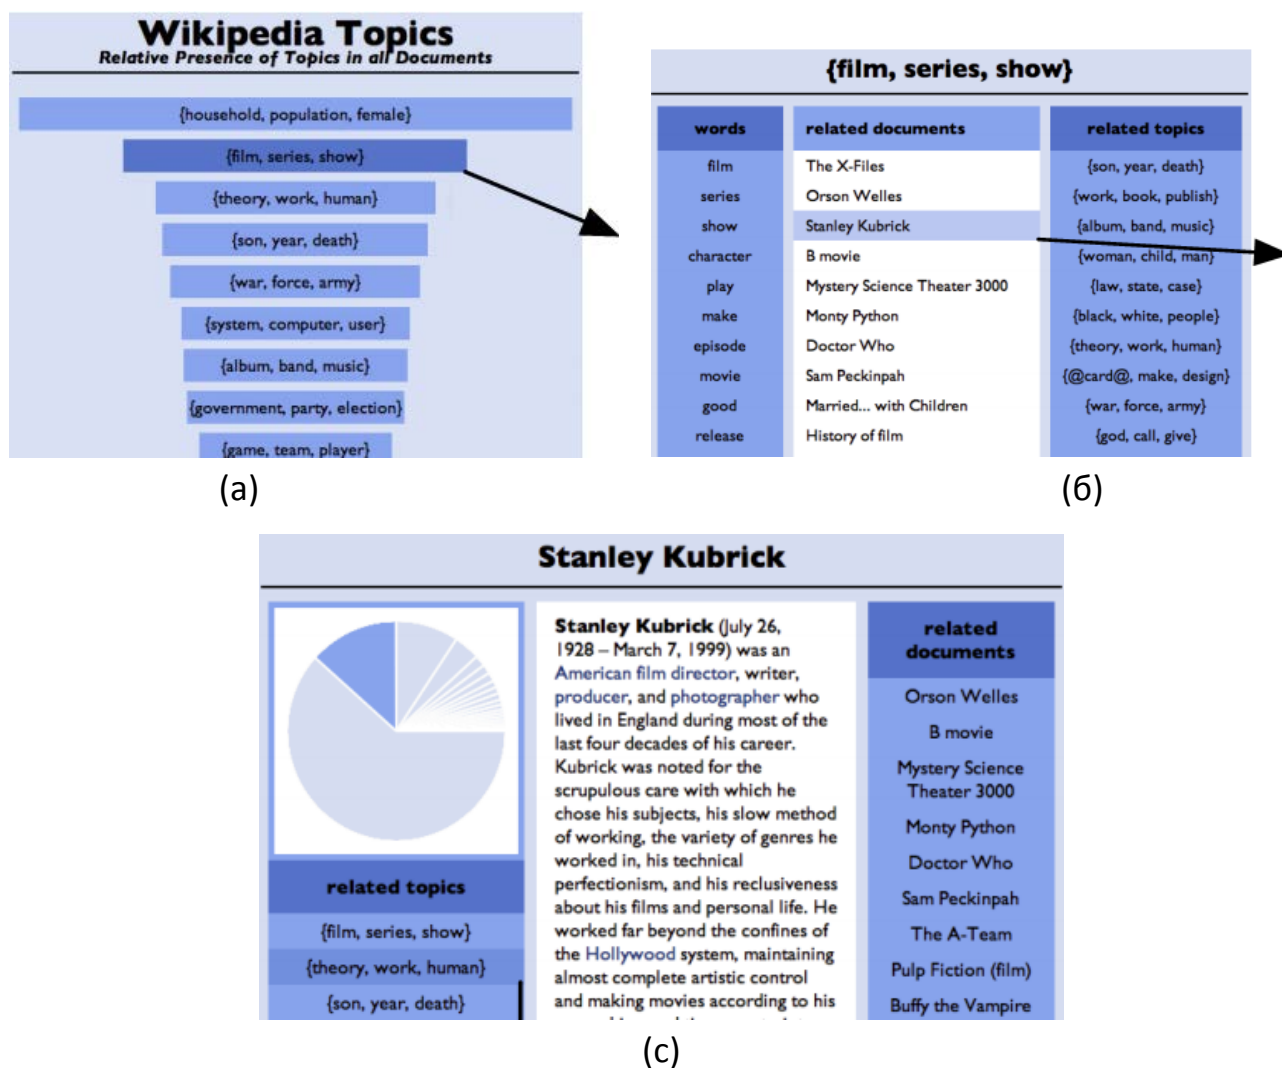 Wikipedia Topics
Relative Presence of Topics in all Documents
{household, population, female}
{film, series, show}
{theory, work, human}
{son, year, death}
{war, force, army}
{system, computer, user}
{album, band, music}
{government, party, election}
{game, team, player}
(а)
{film, series, show}
words
film
series
show
character
play
make
episode
movie
good
release
related documents
The X-Files
Orson Welles
Stanley Kubrick
B movie
Mystery Science Theater 3000
Monty Python
Doctor Who
Sam Peckinpah
Married... with Children
History of film
related topics
{son, year, death}
{work, book, publish}
{album, band, music}
{woman, child, man}
{law, state, case}
{black, white, people}
{theory, work, human}
{@card@, make, design}
{war, force, army}
{god, call, give}
(б)
Stanley Kubrick
related topics
{film, series, show}
{theory, work, human}
{son, year, death}
Stanley Kubrick (July 26,
1928 – March 7, 1999) was an
American film director, writer,
producer, and photographer who
lived in England during most of the
last four decades of his career.
Kubrick was noted for the
scrupulous care with which he
chose his subjects, his slow method
of working, the variety of genres he
worked in, his technical
perfectionism, and his reclusiveness
about his films and personal life. He
worked far beyond the confines of
the Hollywood system, maintaining
almost complete artistic control
and making movies according to his
related
documents
Orson Welles
B movie
Mystery Science
Theater 3000
Monty Python
Doctor Who
Sam Peckinpah
The A-Team
Pulp Fiction (film)
Buffy the Vampire
(с)